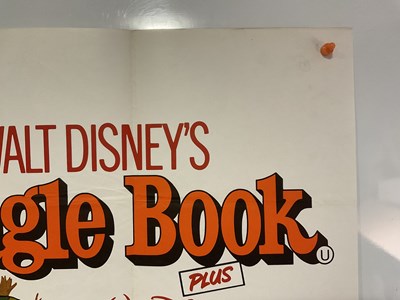 WALT DISNEY'S
gle Book
U
PLUS